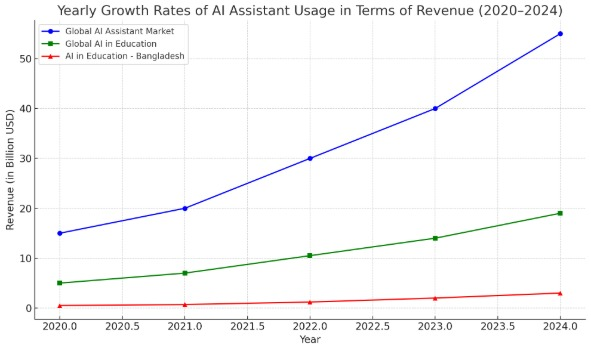 Yearly Growth Rates of AI Assistant Usage in Terms of Revenue (2020–2024)
Global AI Assistant Market
Global AI in Education
AI in Education - Bangladesh
Revenue (in Billion USD)
50
40
30
20
10
0
2020.0 2020.5 2021.0 2021.5 2022.0 2022.5 2023.0 2023.5 2024.0
Year